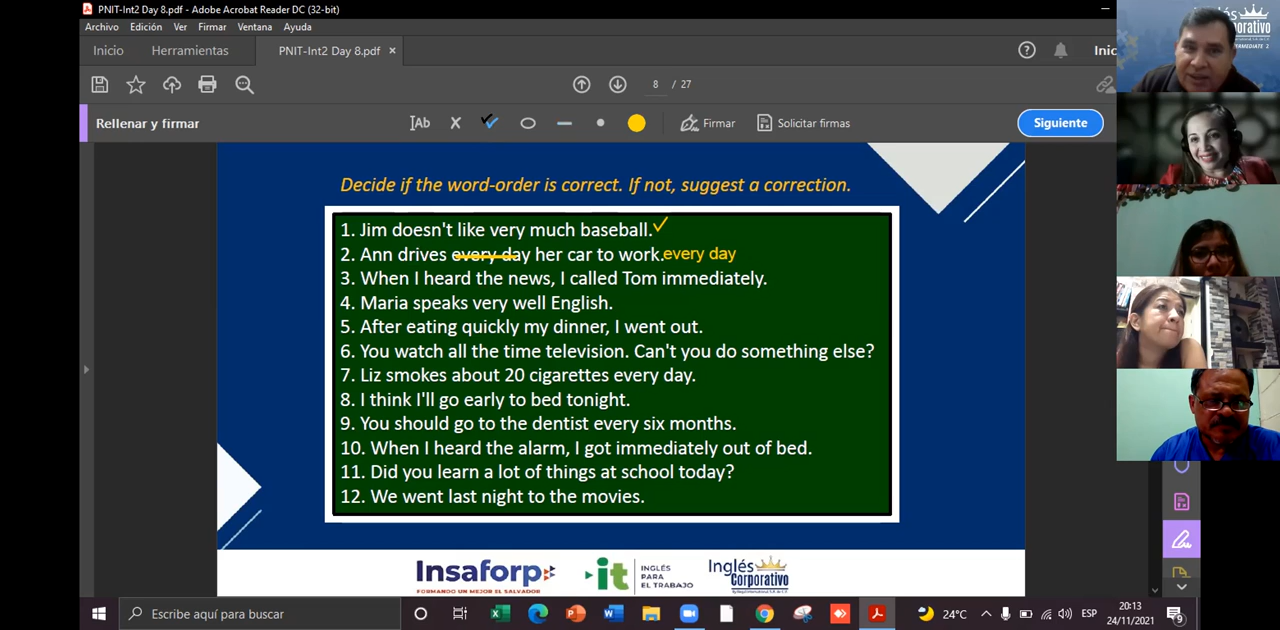 PNIT-Int2 Day 8.pdf - Adobe Acrobat Reader DC (32-bit)
Archivo Edición Ver Firmar Ventana Ayuda
Inicio Herramientas PNIT-Int2 Day 8.pdf × Inic
8 / 27
Rellenar y firmar Ab Firmar Solicitar firmas Siguiente
Decide if the word-order is correct. If not, suggest a correction.
1. Jim doesn't like very much baseball.
2. Ann drives every day her car to work. every day
3. When I heard the news, I called Tom immediately.
4. Maria speaks very well English.
5. After eating quickly my dinner, I went out.
6. You watch all the time television. Can't you do something else?
7. Liz smokes about 20 cigarettes every day.
8. I think I'll go early to bed tonight.
9. You should go to the dentist every six months.
10. When I heard the alarm, I got immediately out of bed.
11. Did you learn a lot of things at school today?
12. We went last night to the movies.
Insaforp
FORMANDO UN MEJOR EL SALVADOR
it
INGLÉS
PARA
EL TRABAJO
Inglés
Corporativo
Escribe aquí para buscar
24°C ESP
20:13
24/11/2021
9